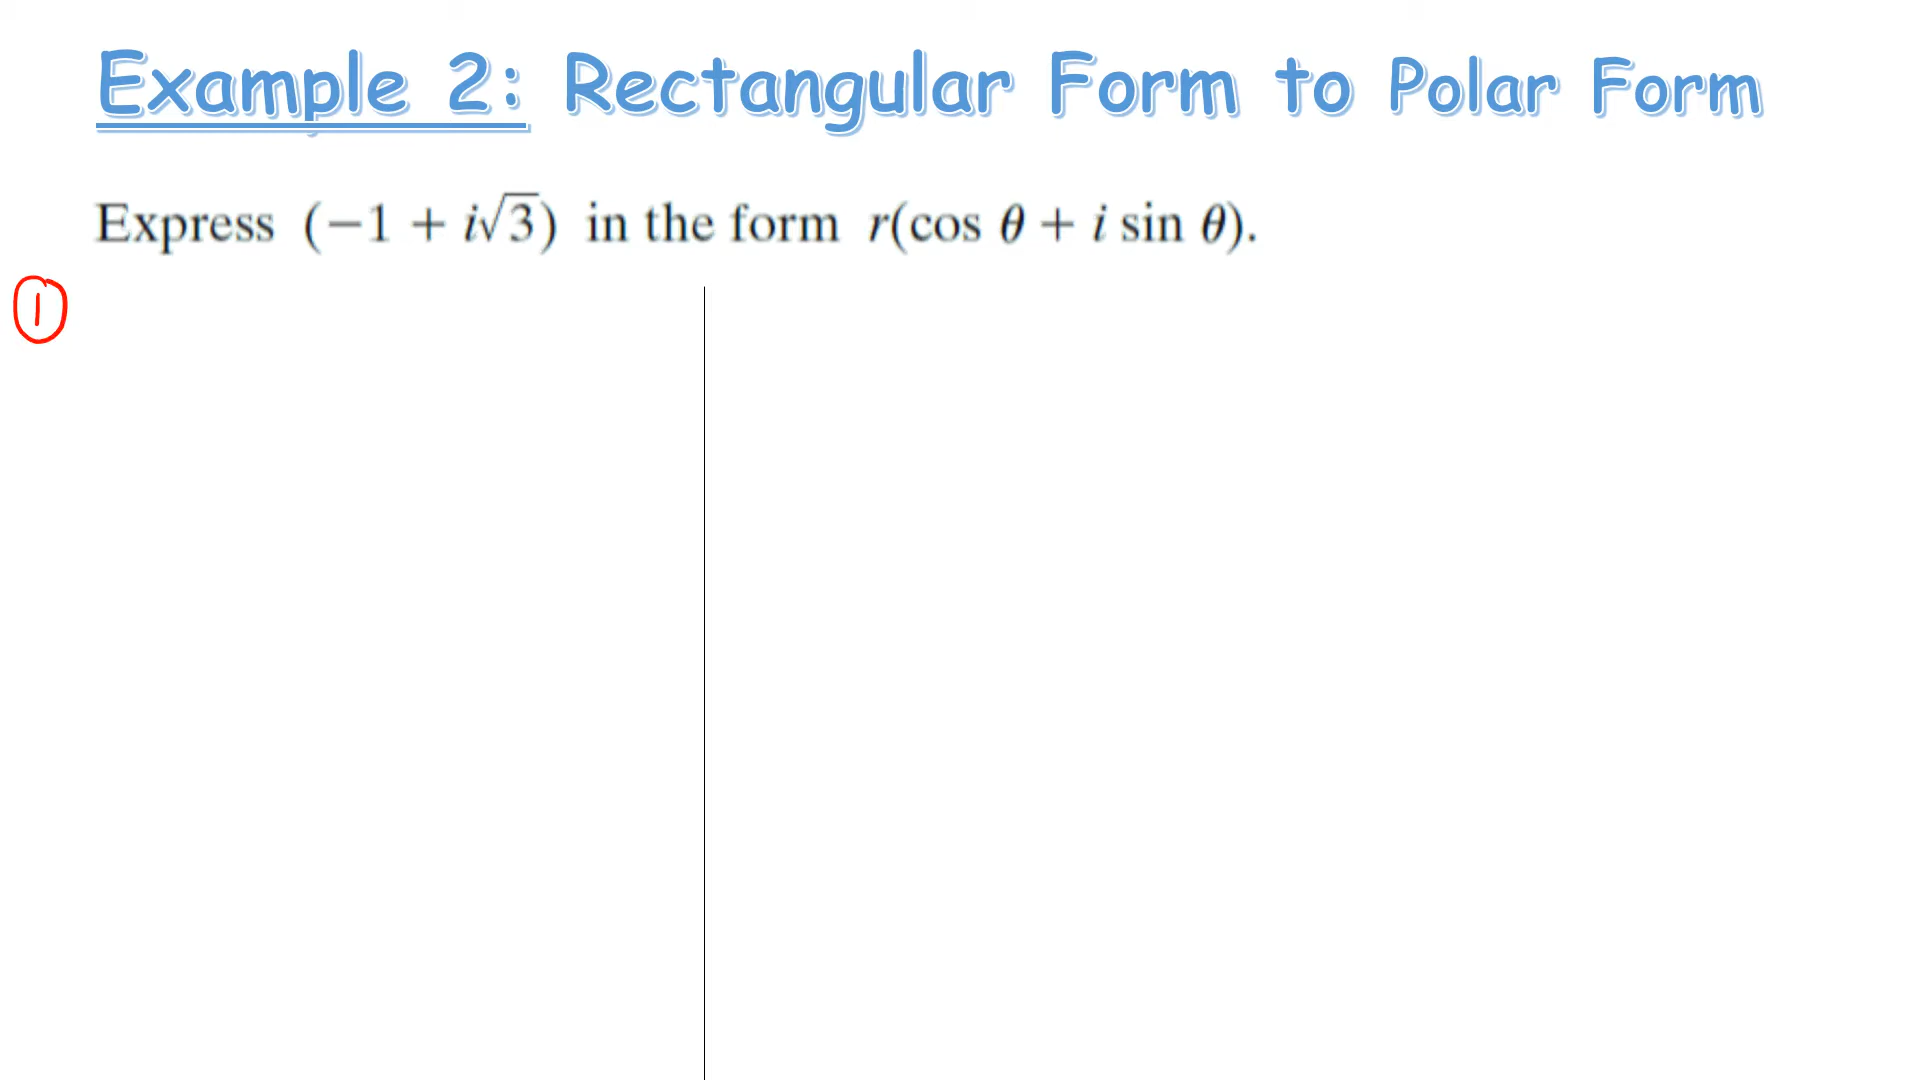 Example 2: Rectangular Form to Polar Form
Express (−1 + i√3) in the form r(cos θ + i sin θ).
①